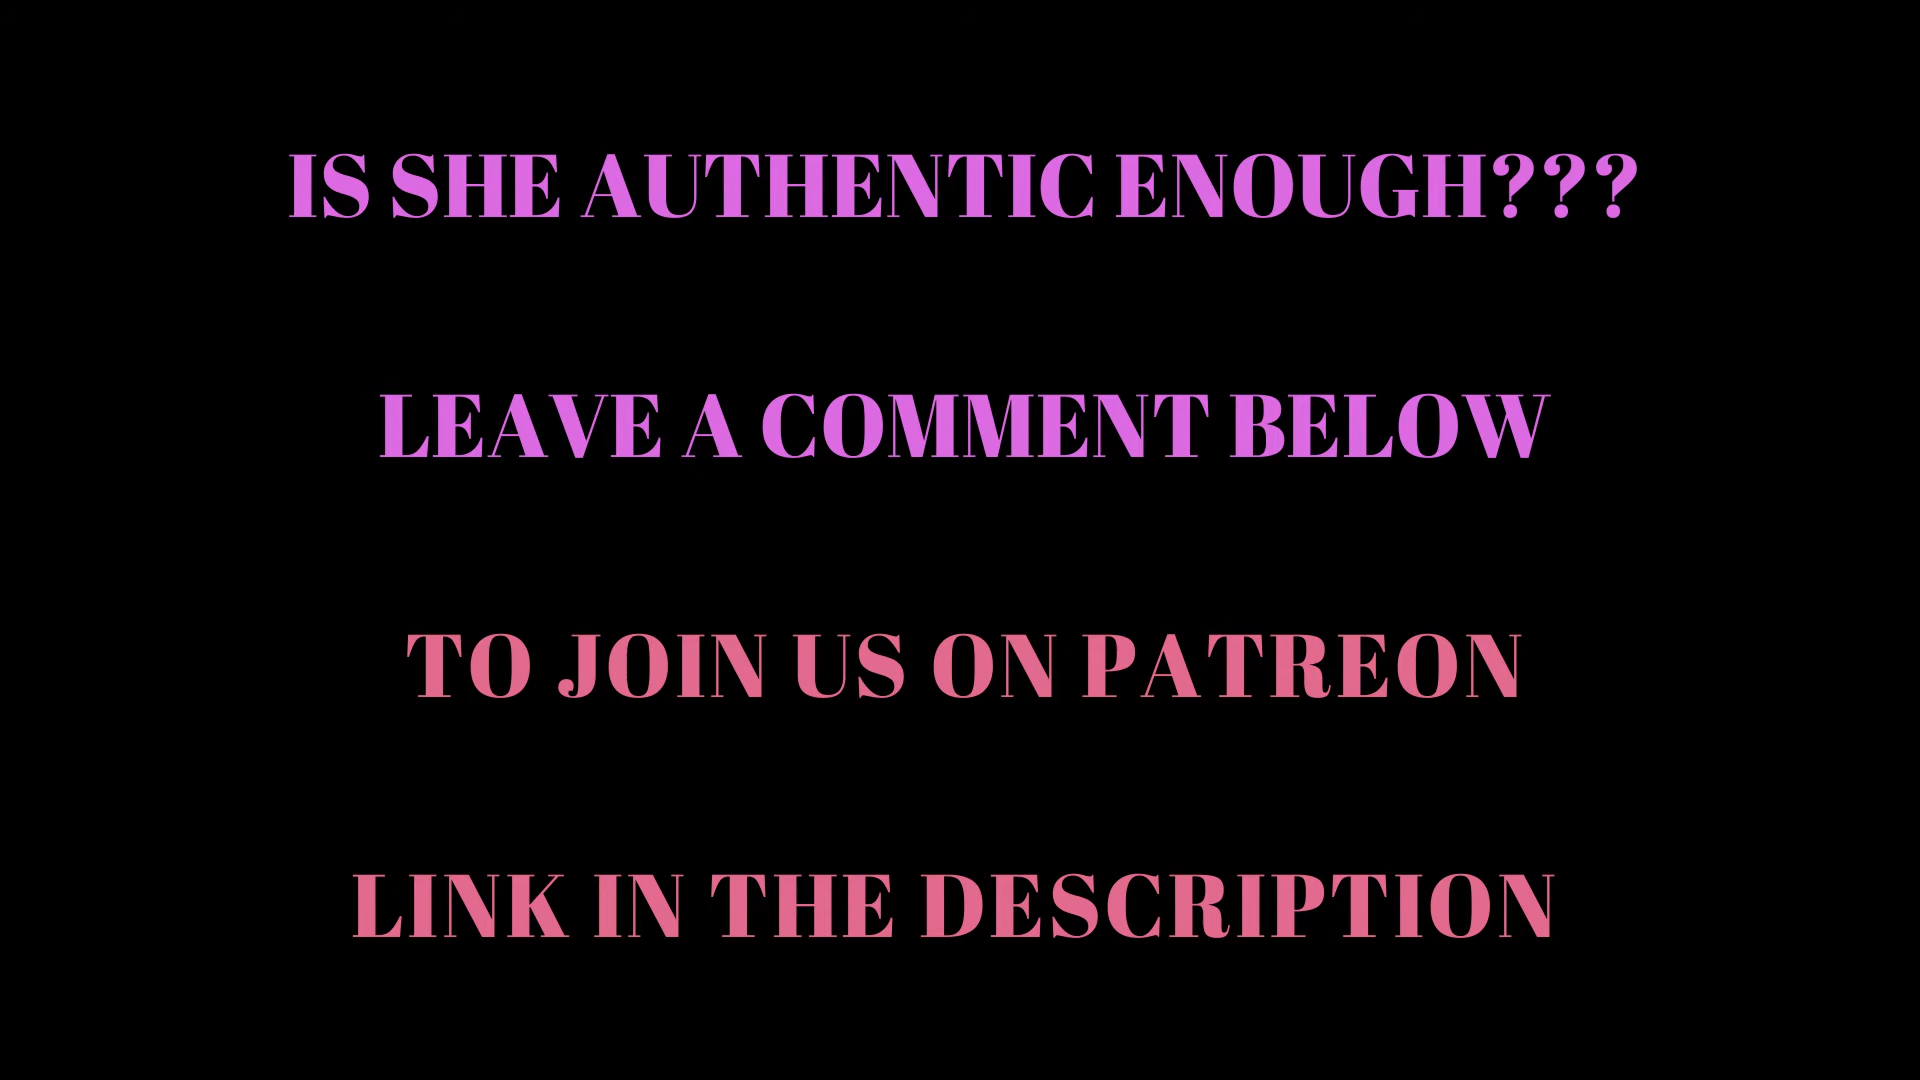 IS SHE AUTHENTIC ENOUGH???
LEAVE A COMMENT BELOW
TO JOIN US ON PATREON
LINK IN THE DESCRIPTION